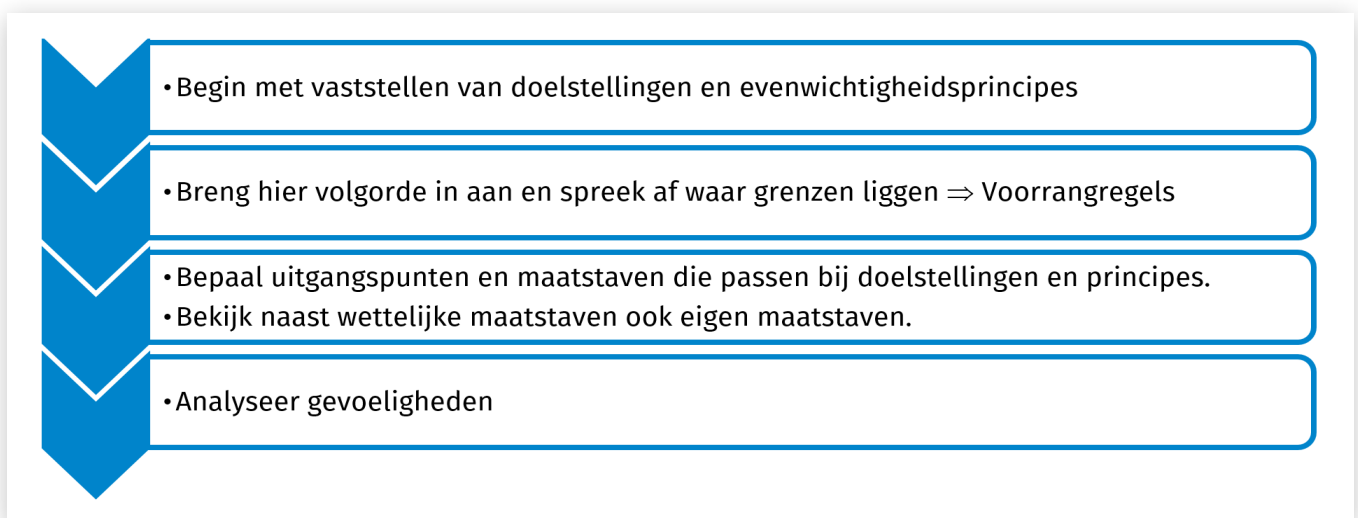 •Begin met vaststellen van doelstellingen en evenwichtigheidsprincipes
•Breng hier volgorde in aan en spreek af waar grenzen liggen ⇒ Voorrangregels
•Bepaal uitgangspunten en maatstaven die passen bij doelstellingen en principes.
•Bekijk naast wettelijke maatstaven ook eigen maatstaven.
•Analyseer gevoeligheden